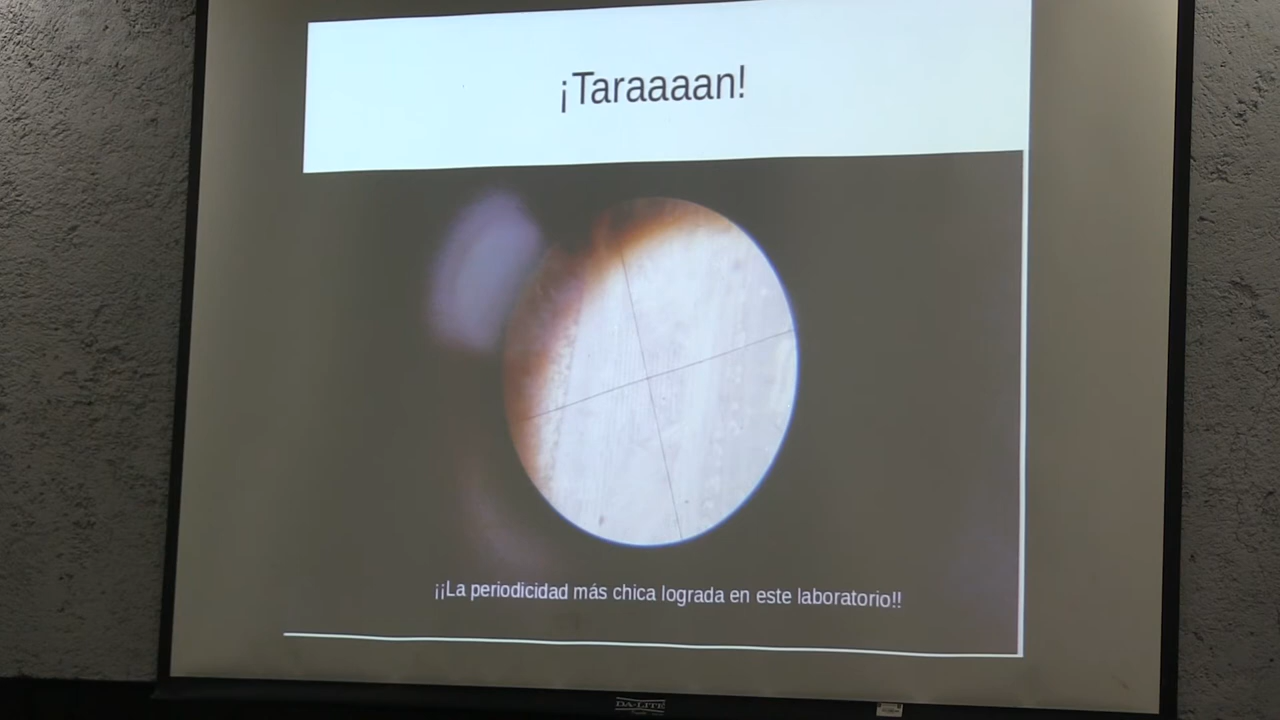 ¡Taraaaan!
¡¡La periodicidad más chica lograda en este laboratorio!!
DA-LITE